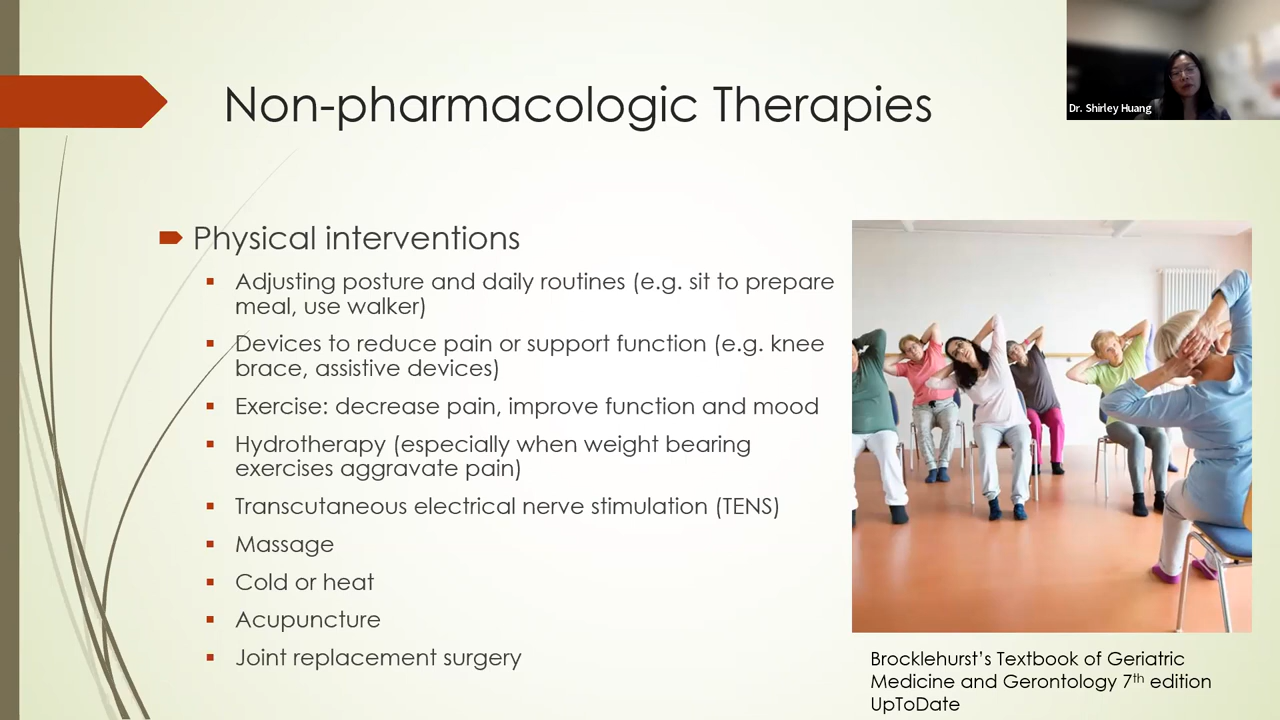 Non-pharmacologic Therapies
Dr. Shirley Huang
Physical interventions
Adjusting posture and daily routines (e.g. sit to prepare
meal, use walker)
Devices to reduce pain or support function (e.g. knee
brace, assistive devices)
Exercise: decrease pain, improve function and mood
Hydrotherapy (especially when weight bearing
exercises aggravate pain)
Transcutaneous electrical nerve stimulation (TENS)
Massage
Cold or heat
Acupuncture
Joint replacement surgery
Brocklehurst’s Textbook of Geriatric
Medicine and Gerontology 7th edition
UpToDate